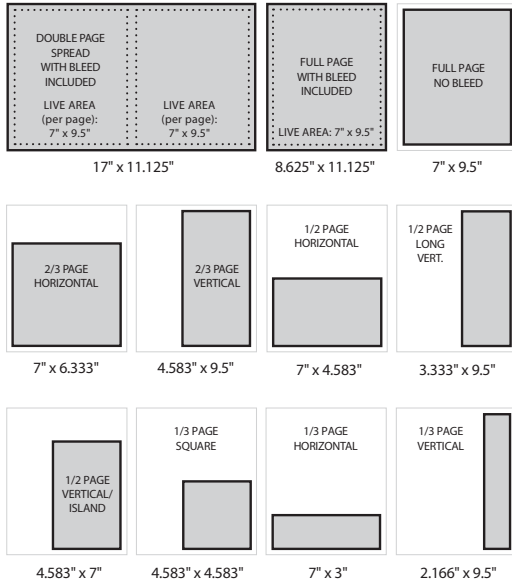 DOUBLE PAGE
SPREAD
WITH BLEED
INCLUDED
LIVE AREA
(per page):
7" x 9.5"
LIVE AREA
(per page):
7" x 9.5"
17" x 11.125"
FULL PAGE
WITH BLEED
INCLUDED
LIVE AREA: 7" x 9.5"
8.625" x 11.125"
FULL PAGE
NO BLEED
7" x 9.5"
2/3 PAGE
HORIZONTAL
7" x 6.333"
2/3 PAGE
VERTICAL
4.583" x 9.5"
1/2 PAGE
HORIZONTAL
7" x 4.583"
1/2 PAGE
LONG
VERT.
3.333" x 9.5"
1/2 PAGE
VERTICAL/
ISLAND
4.583" x 7"
1/3 PAGE
SQUARE
4.583" x 4.583"
1/3 PAGE
HORIZONTAL
7" x 3"
1/3 PAGE
VERTICAL
2.166" x 9.5"